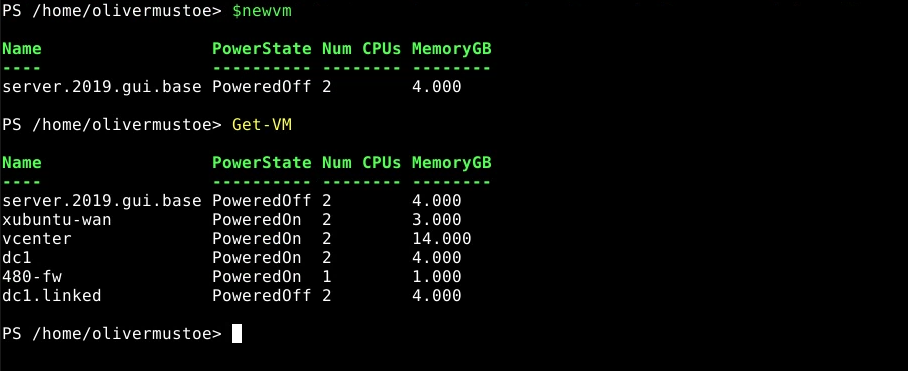 PS /home/olivermustoe> $newvm
Name                 PowerState Num CPUs MemoryGB
----                 ---------- -------- --------
server.2019.gui.base PoweredOff 2        4.000
PS /home/olivermustoe> Get-VM
Name                 PowerState Num CPUs MemoryGB
----                 ---------- -------- --------
server.2019.gui.base PoweredOff 2        4.000
xubuntu-wan          PoweredOn  2        3.000
vcenter              PoweredOn  2        14.000
dc1                  PoweredOn  2        4.000
480-fw               PoweredOn  1        1.000
dc1.linked           PoweredOff 2        4.000
PS /home/olivermustoe>